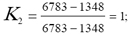 K₂ = (6783 − 1348) / (6783 − 1348) = 1;